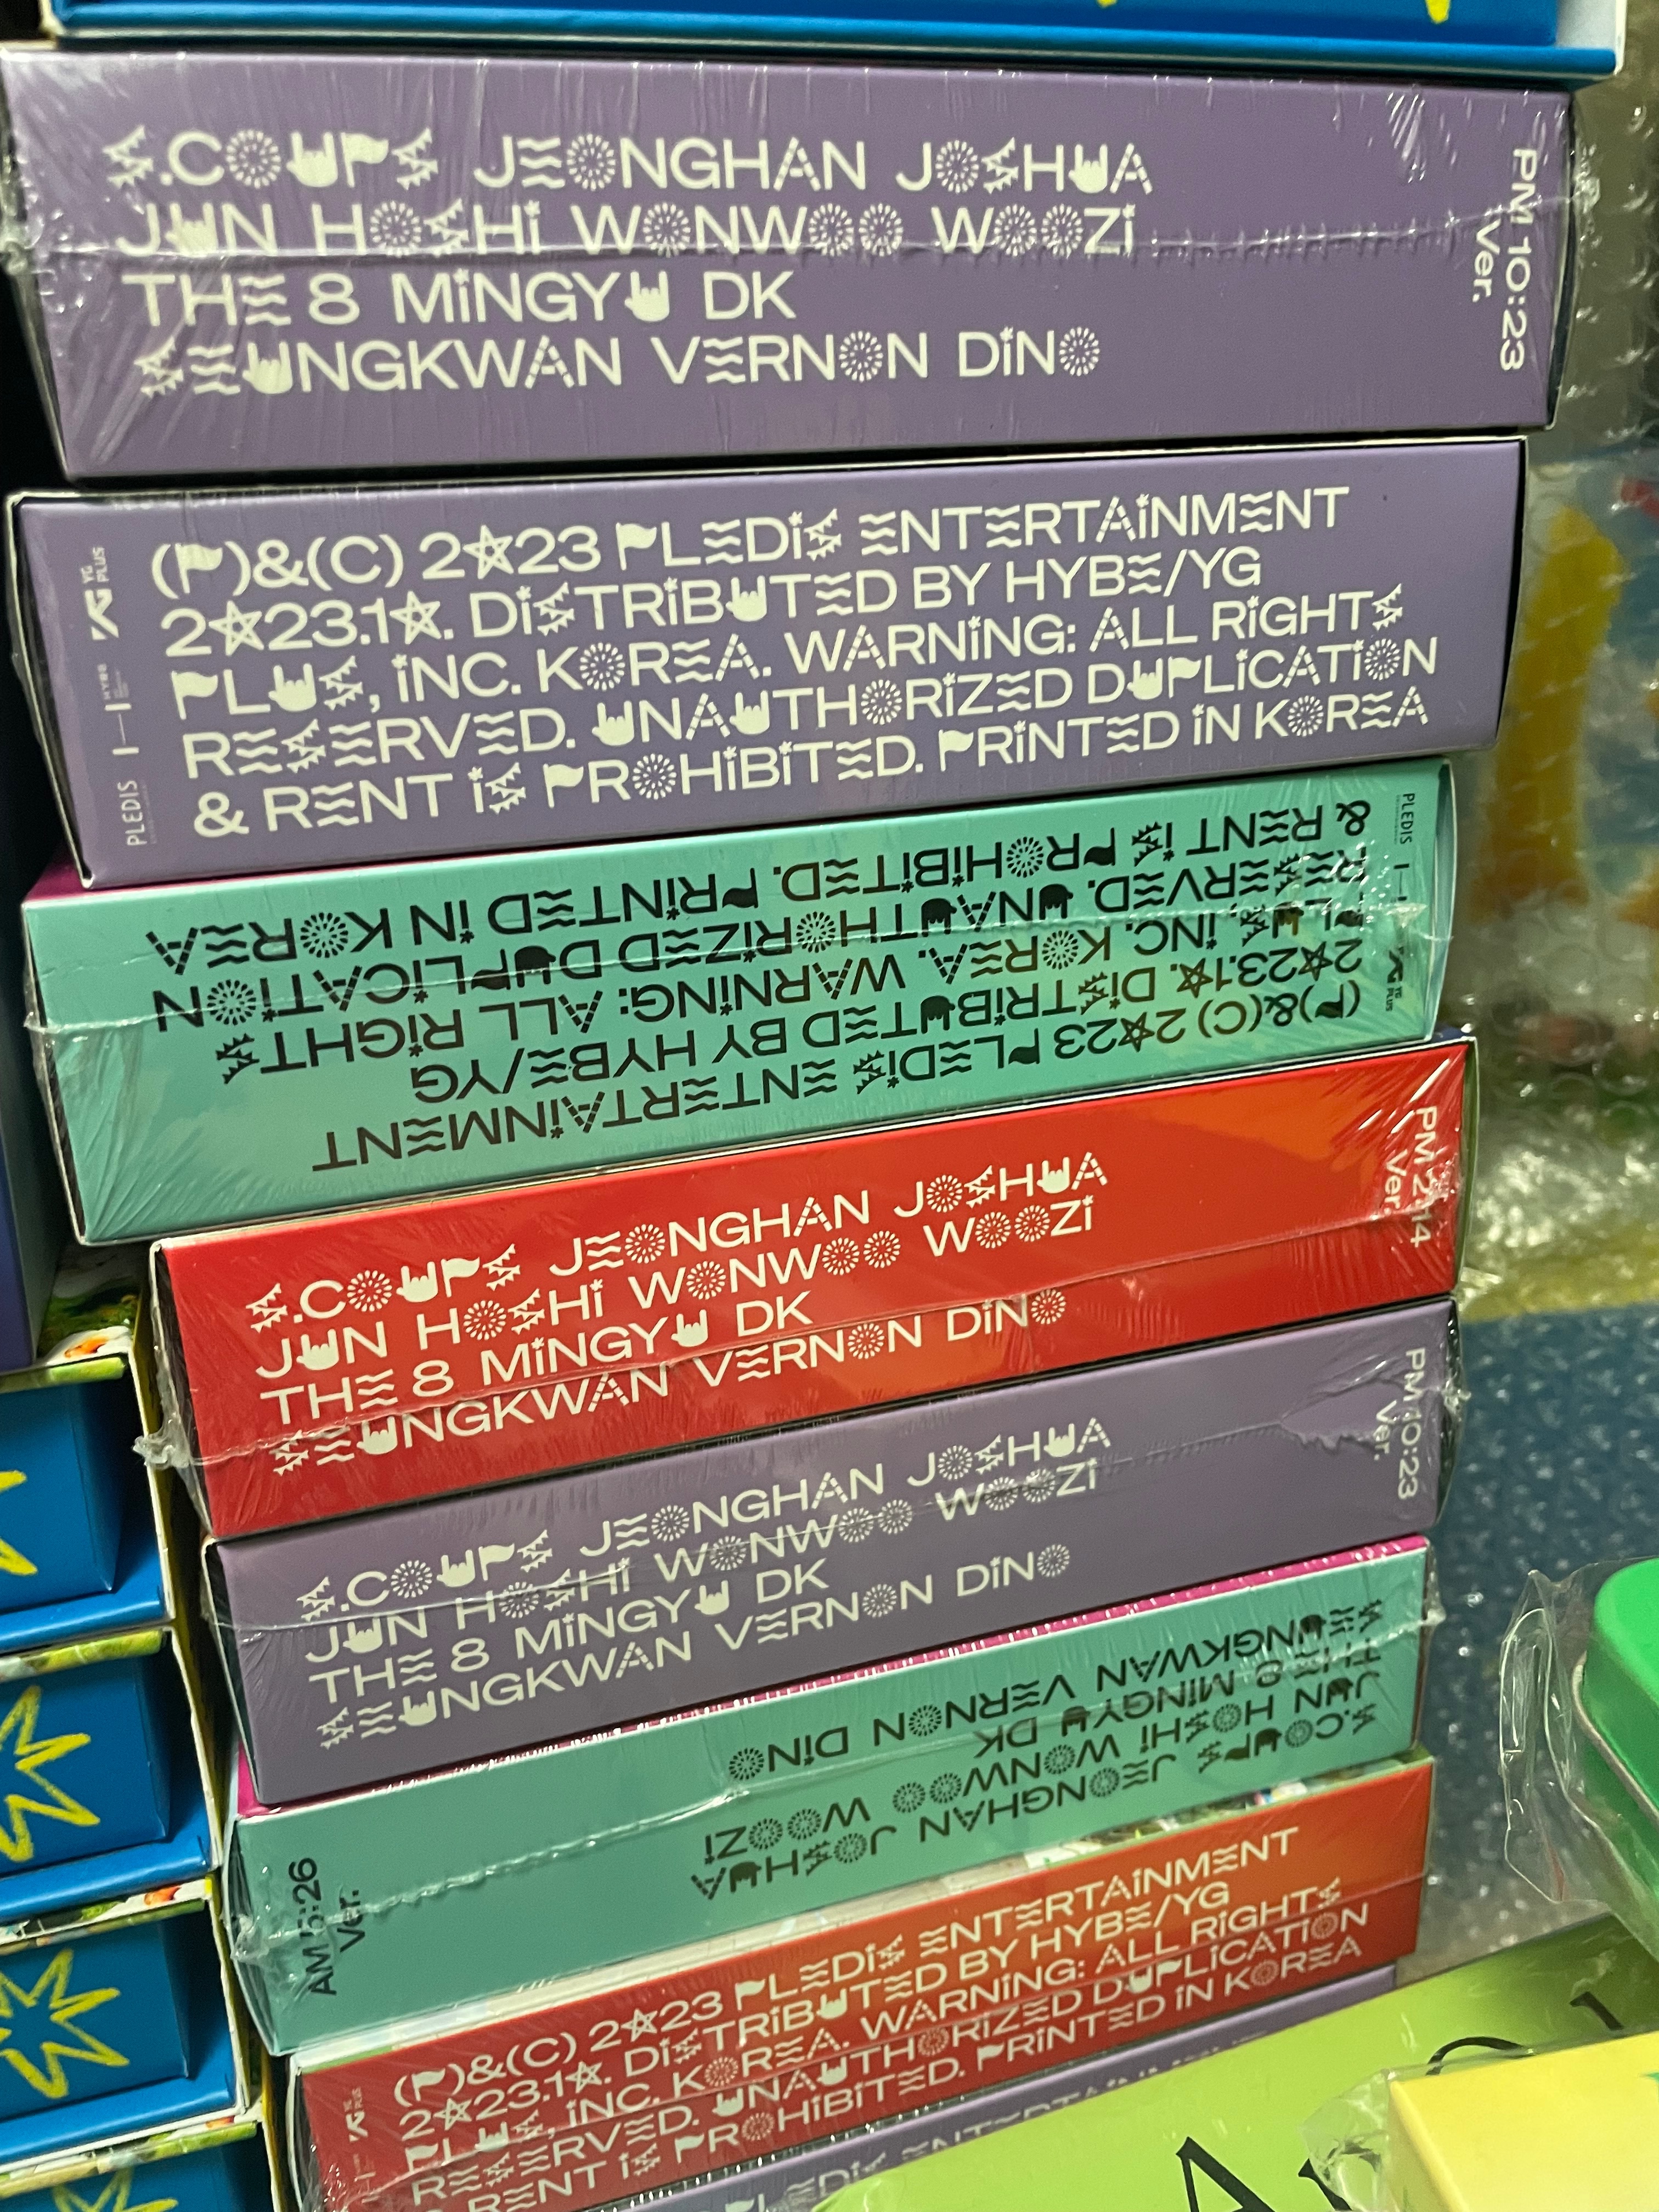 S.COUPS JEONGHAN JOSHUA
JUN HOSHI WONWOO WOOZI
THE 8 MINGYU DK
SEUNGKWAN VERNON DINO
PM 10:23
Ver.
(P)&(C) 2023 PLEDIS ENTERTAINMENT
2023.10. DISTRIBUTED BY HYBE/YG
PLUS, INC. KOREA. WARNING: ALL RIGHTS
RESERVED. UNAUTHORIZED DUPLICATION
& RENT IS PROHIBITED. PRINTED IN KOREA
YG PLUS
HYBE
PLEDIS
(P)&(C) 2023 PLEDIS ENTERTAINMENT
2023.10. DISTRIBUTED BY HYBE/YG
PLUS, INC. KOREA. WARNING: ALL RIGHTS
RESERVED. UNAUTHORIZED DUPLICATION
& RENT IS PROHIBITED. PRINTED IN KOREA
YG PLUS
PLEDIS
S.COUPS JEONGHAN JOSHUA
JUN HOSHI WONWOO WOOZI
THE 8 MINGYU DK
SEUNGKWAN VERNON DINO
PM 2:14
Ver.
S.COUPS JEONGHAN JOSHUA
JUN HOSHI WONWOO WOOZI
THE 8 MINGYU DK
SEUNGKWAN VERNON DINO
PM 10:23
Ver.
S.COUPS JEONGHAN JOSHUA
JUN HOSHI WONWOO WOOZI
THE 8 MINGYU DK
SEUNGKWAN VERNON DINO
AM 5:26
Ver.
(P)&(C) 2023 PLEDIS ENTERTAINMENT
2023.10. DISTRIBUTED BY HYBE/YG
PLUS, INC. KOREA. WARNING: ALL RIGHTS
RESERVED. UNAUTHORIZED DUPLICATION
RENT IS PROHIBITED. PRINTED IN KOREA
YG PLUS